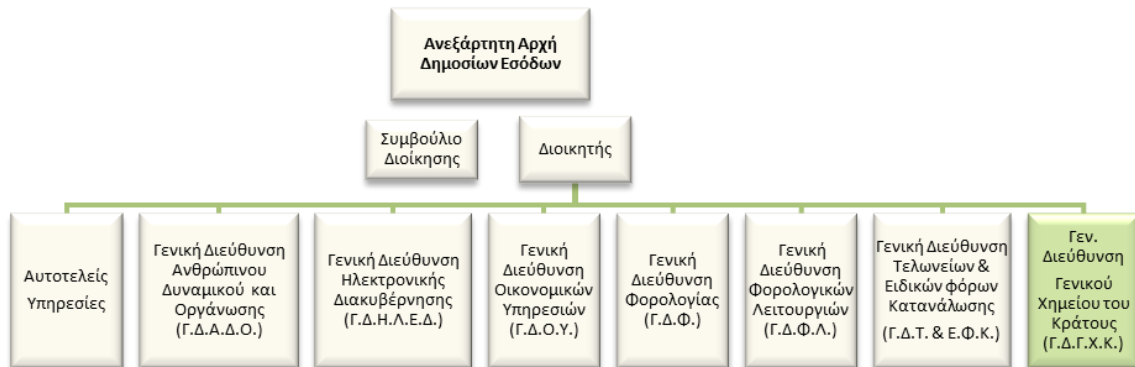 Ανεξάρτητη Αρχή
Δημοσίων Εσόδων
Συμβούλιο
Διοίκησης
Διοικητής
Αυτοτελείς
Υπηρεσίες
Γενική Διεύθυνση
Ανθρώπινου
Δυναμικού και
Οργάνωσης
(Γ.Δ.Α.Δ.Ο.)
Γενική Διεύθυνση
Ηλεκτρονικής
Διακυβέρνησης
(Γ.Δ.Η.Λ.Ε.Δ.)
Γενική
Διεύθυνση
Οικονομικών
Υπηρεσιών
(Γ.Δ.Ο.Υ.)
Γενική
Διεύθυνση
Φορολογίας
(Γ.Δ.Φ.)
Γενική
Διεύθυνση
Φορολογικών
Λειτουργιών
(Γ.Δ.Φ.Λ.)
Γενική Διεύθυνση
Τελωνείων &
Ειδικών φόρων
Κατανάλωσης
(Γ.Δ.Τ. & Ε.Φ.Κ.)
Γεν.
Διεύθυνση
Γενικού
Χημείου του
Κράτους
(Γ.Δ.Γ.Χ.Κ.)